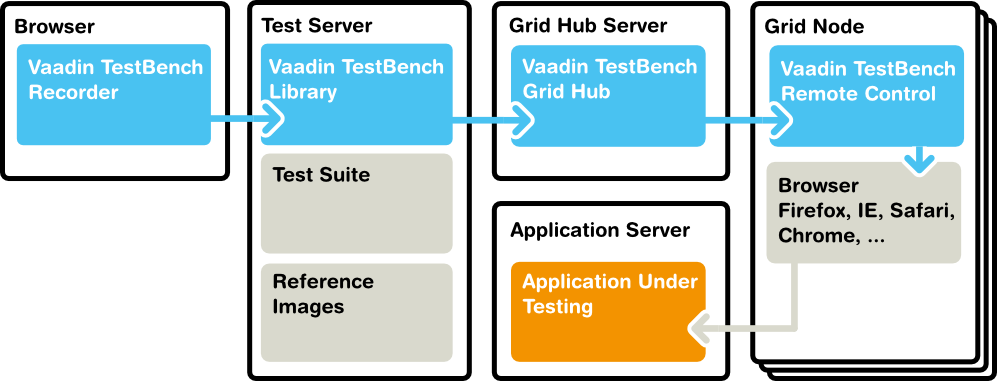 Browser
Vaadin TestBench
Recorder
Test Server
Vaadin TestBench
Library
Test Suite
Reference
Images
Grid Hub Server
Vaadin TestBench
Grid Hub
Application Server
Application Under
Testing
Grid Node
Vaadin TestBench
Remote Control
Browser
Firefox, IE, Safari,
Chrome, ...